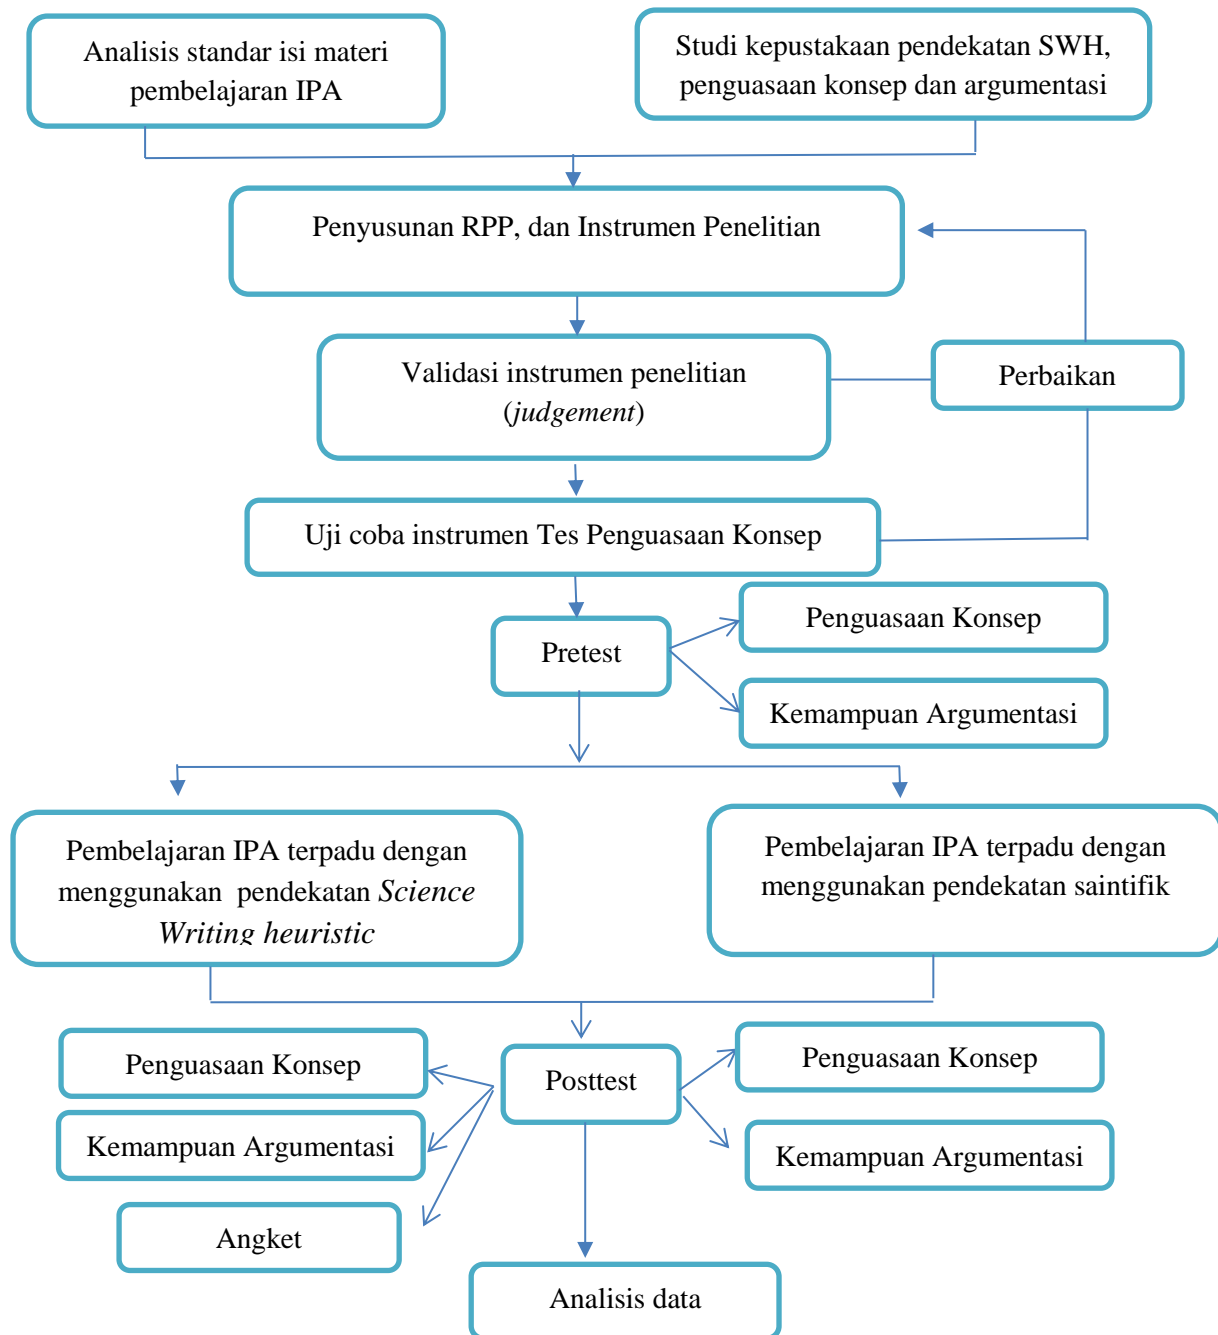 Analisis standar isi materi
pembelajaran IPA
Studi kepustakaan pendekatan SWH,
penguasaan konsep dan argumentasi
Penyusunan RPP, dan Instrumen Penelitian
Validasi instrumen penelitian
(judgement)
Perbaikan
Uji coba instrumen Tes Penguasaan Konsep
Pretest
Penguasaan Konsep
Kemampuan Argumentasi
Pembelajaran IPA terpadu dengan
menggunakan pendekatan Science
Writing heuristic
Pembelajaran IPA terpadu dengan
menggunakan pendekatan saintifik
Penguasaan Konsep
Kemampuan Argumentasi
Angket
Posttest
Penguasaan Konsep
Kemampuan Argumentasi
Analisis data